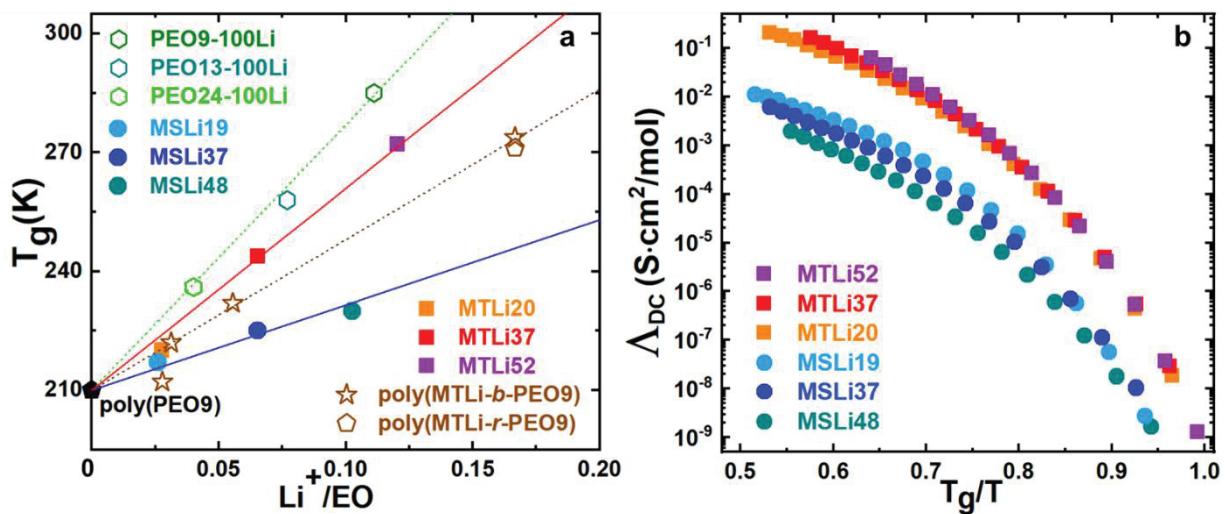 a
T_g(K)
300
270
240
210
PEO9-100Li
PEO13-100Li
PEO24-100Li
MSLi19
MSLi37
MSLi48
MTLi20
MTLi37
MTLi52
poly(MTLi-b-PEO9)
poly(MTLi-r-PEO9)
poly(PEO9)
0 0.05 0.10 0.15 0.20
Li⁺/EO
b
Λ_DC (S·cm²/mol)
10⁻¹
10⁻²
10⁻³
10⁻⁴
10⁻⁵
10⁻⁶
10⁻⁷
10⁻⁸
10⁻⁹
MTLi52
MTLi37
MTLi20
MSLi19
MSLi37
MSLi48
0.5 0.6 0.7 0.8 0.9 1.0
Tg/T